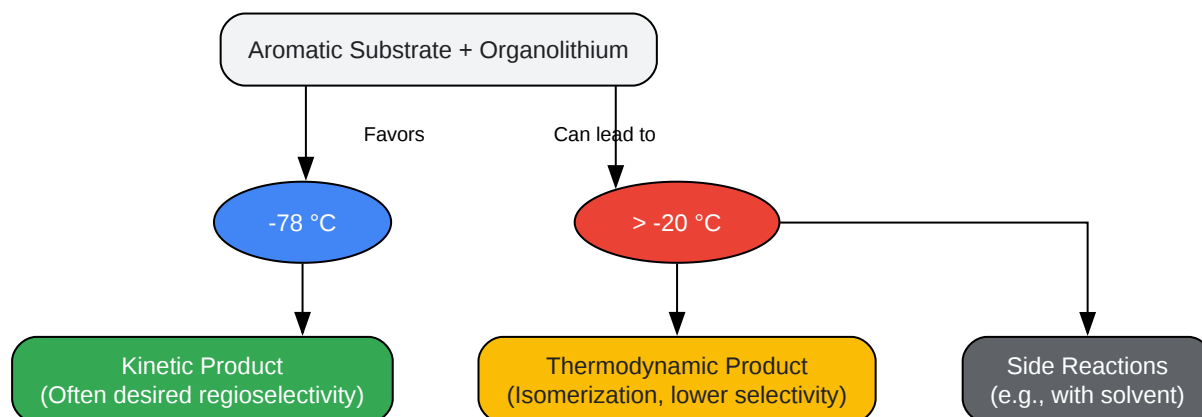 Aromatic Substrate + Organolithium
Favors
Can lead to
-78 °C
> -20 °C
Kinetic Product
(Often desired regioselectivity)
Thermodynamic Product
(Isomerization, lower selectivity)
Side Reactions
(e.g., with solvent)